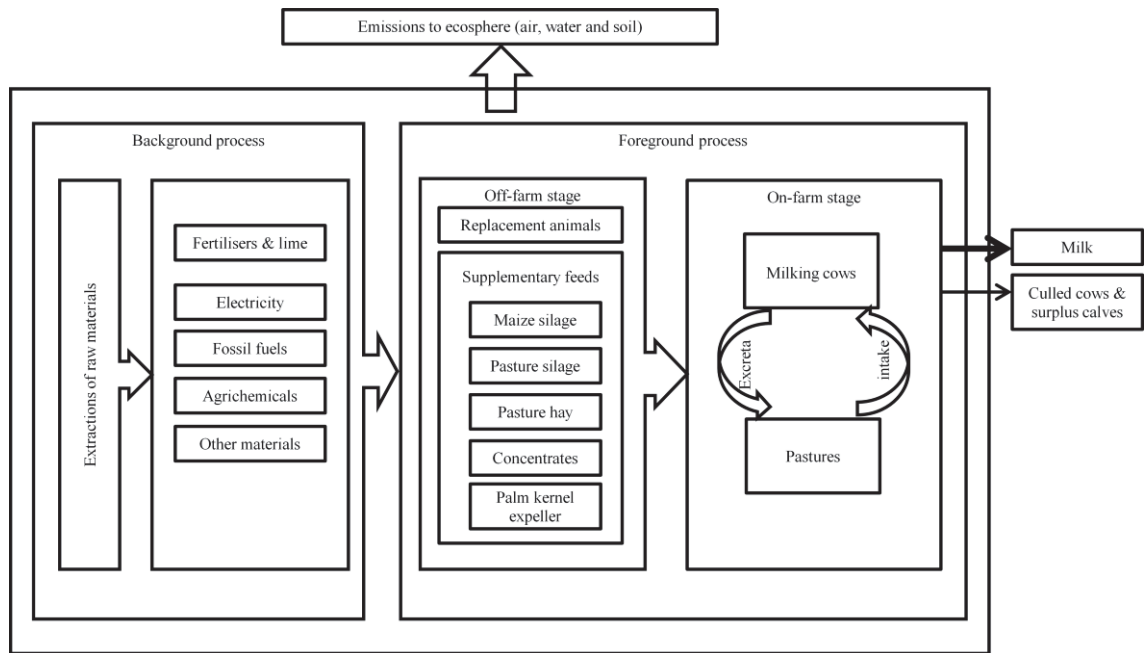 Emissions to ecosphere (air, water and soil)
Background process
Extractions of raw materials
Fertilisers & lime
Electricity
Fossil fuels
Agrichemicals
Other materials
Foreground process
Off-farm stage
Replacement animals
Supplementary feeds
Maize silage
Pasture silage
Pasture hay
Concentrates
Palm kernel
expeller
On-farm stage
Milking cows
Excreta
intake
Pastures
Milk
Culled cows &
surplus calves